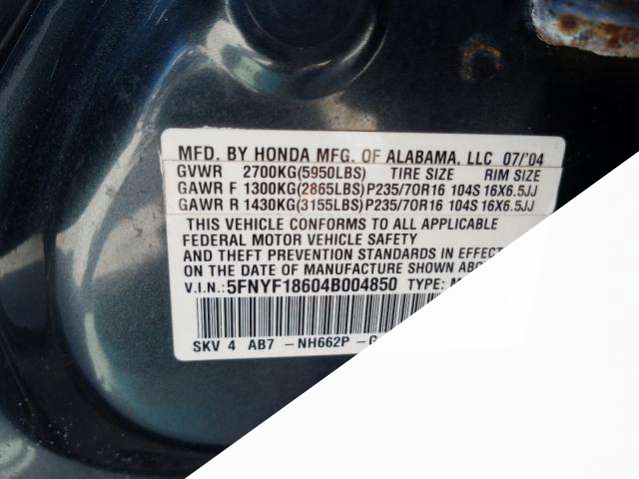 MFD. BY HONDA MFG. OF ALABAMA, LLC 07/'04
GVWR 2700KG(5950LBS) TIRE SIZE RIM SIZE
GAWR F 1300KG(2865LBS)P235/70R16 104S 16X6.5JJ
GAWR R 1430KG(3155LBS)P235/70R16 104S 16X6.5JJ
THIS VEHICLE CONFORMS TO ALL APPLICABLE
FEDERAL MOTOR VEHICLE SAFETY
AND THEFT PREVENTION STANDARDS IN EFFECT
ON THE DATE OF MANUFACTURE SHOWN AB
V.I.N.: 5FNYF18604B004850 TYPE:
SKV 4 AB7 -NH662P